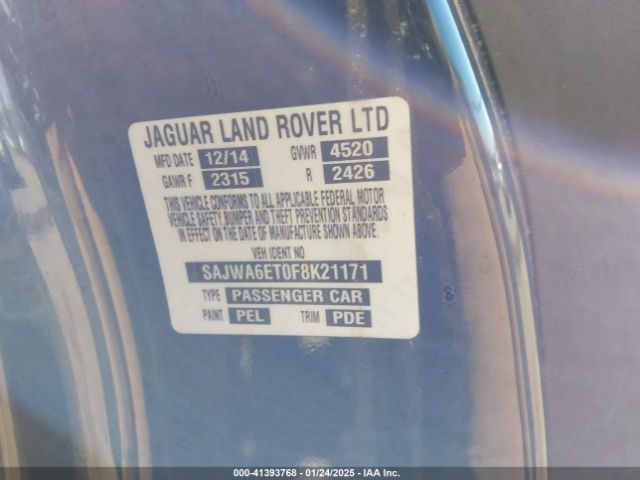 JAGUAR LAND ROVER LTD
MFD DATE 12/14 GVWR 4520
GAWR F 2315 R 2426
THIS VEHICLE CONFORMS TO ALL APPLICABLE FEDERAL MOTOR
VEHICLE SAFETY BUMPER AND THEFT PREVENTION STANDARDS
IN EFFECT ON THE DATE OF MANUFACTURE SHOWN ABOVE.
VEH IDENT NO
SAJWA6ET0F8K21171
TYPE PASSENGER CAR
PAINT PEL TRIM PDE
000-41393768 - 01/24/2025 - IAA Inc.